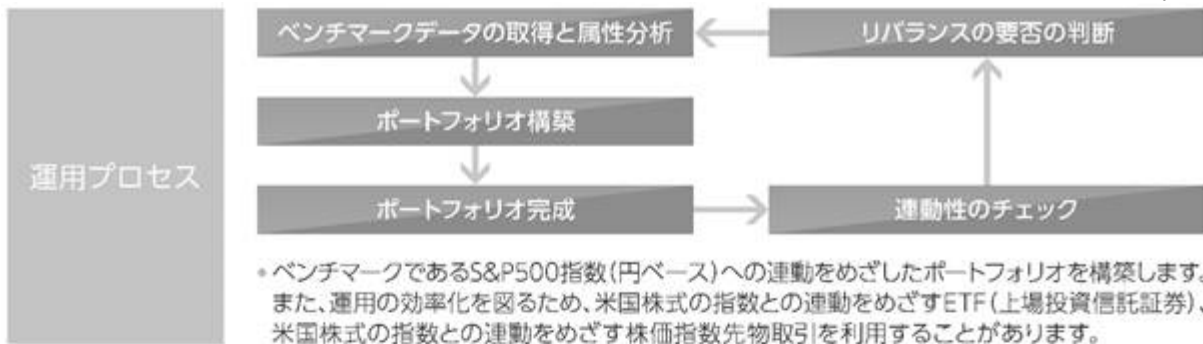 運用プロセス
ベンチマークデータの取得と属性分析
リバランスの要否の判断
ポートフォリオ構築
ポートフォリオ完成
連動性のチェック
• ベンチマークであるS&P500指数(円ベース)への連動をめざしたポートフォリオを構築します。
また、運用の効率化を図るため、米国株式の指数との連動をめざすETF(上場投資信託証券)、
米国株式の指数との連動をめざす株価指数先物取引を利用することがあります。